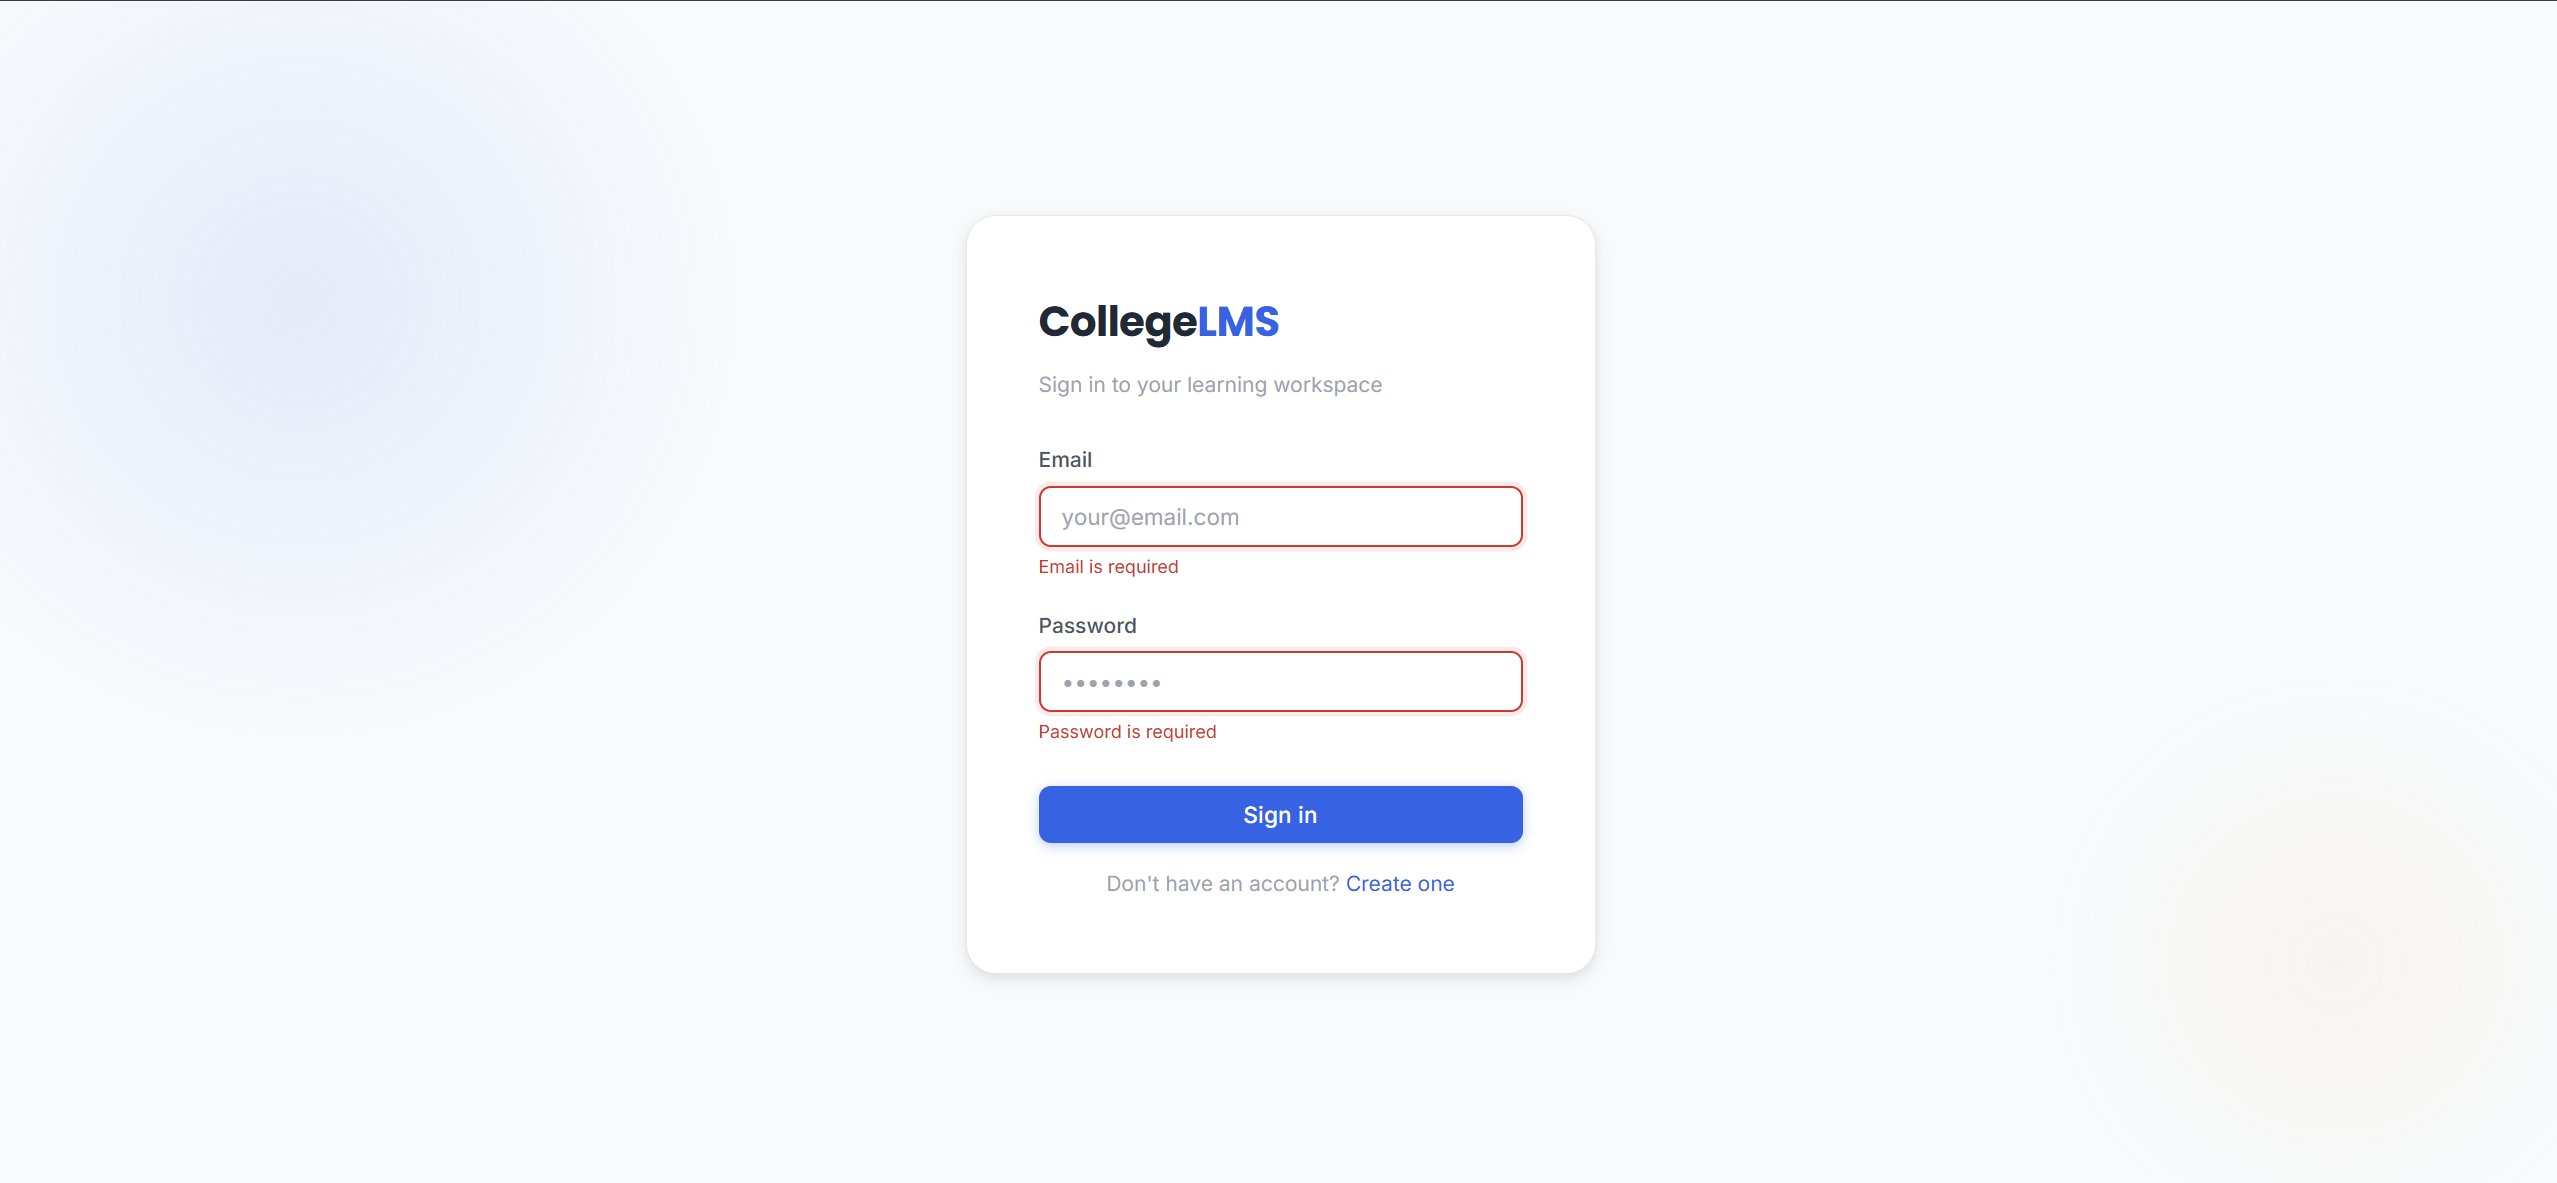 CollegeLMS
Sign in to your learning workspace
Email
your@email.com
Email is required
Password
••••••••
Password is required
Sign in
Don't have an account? Create one